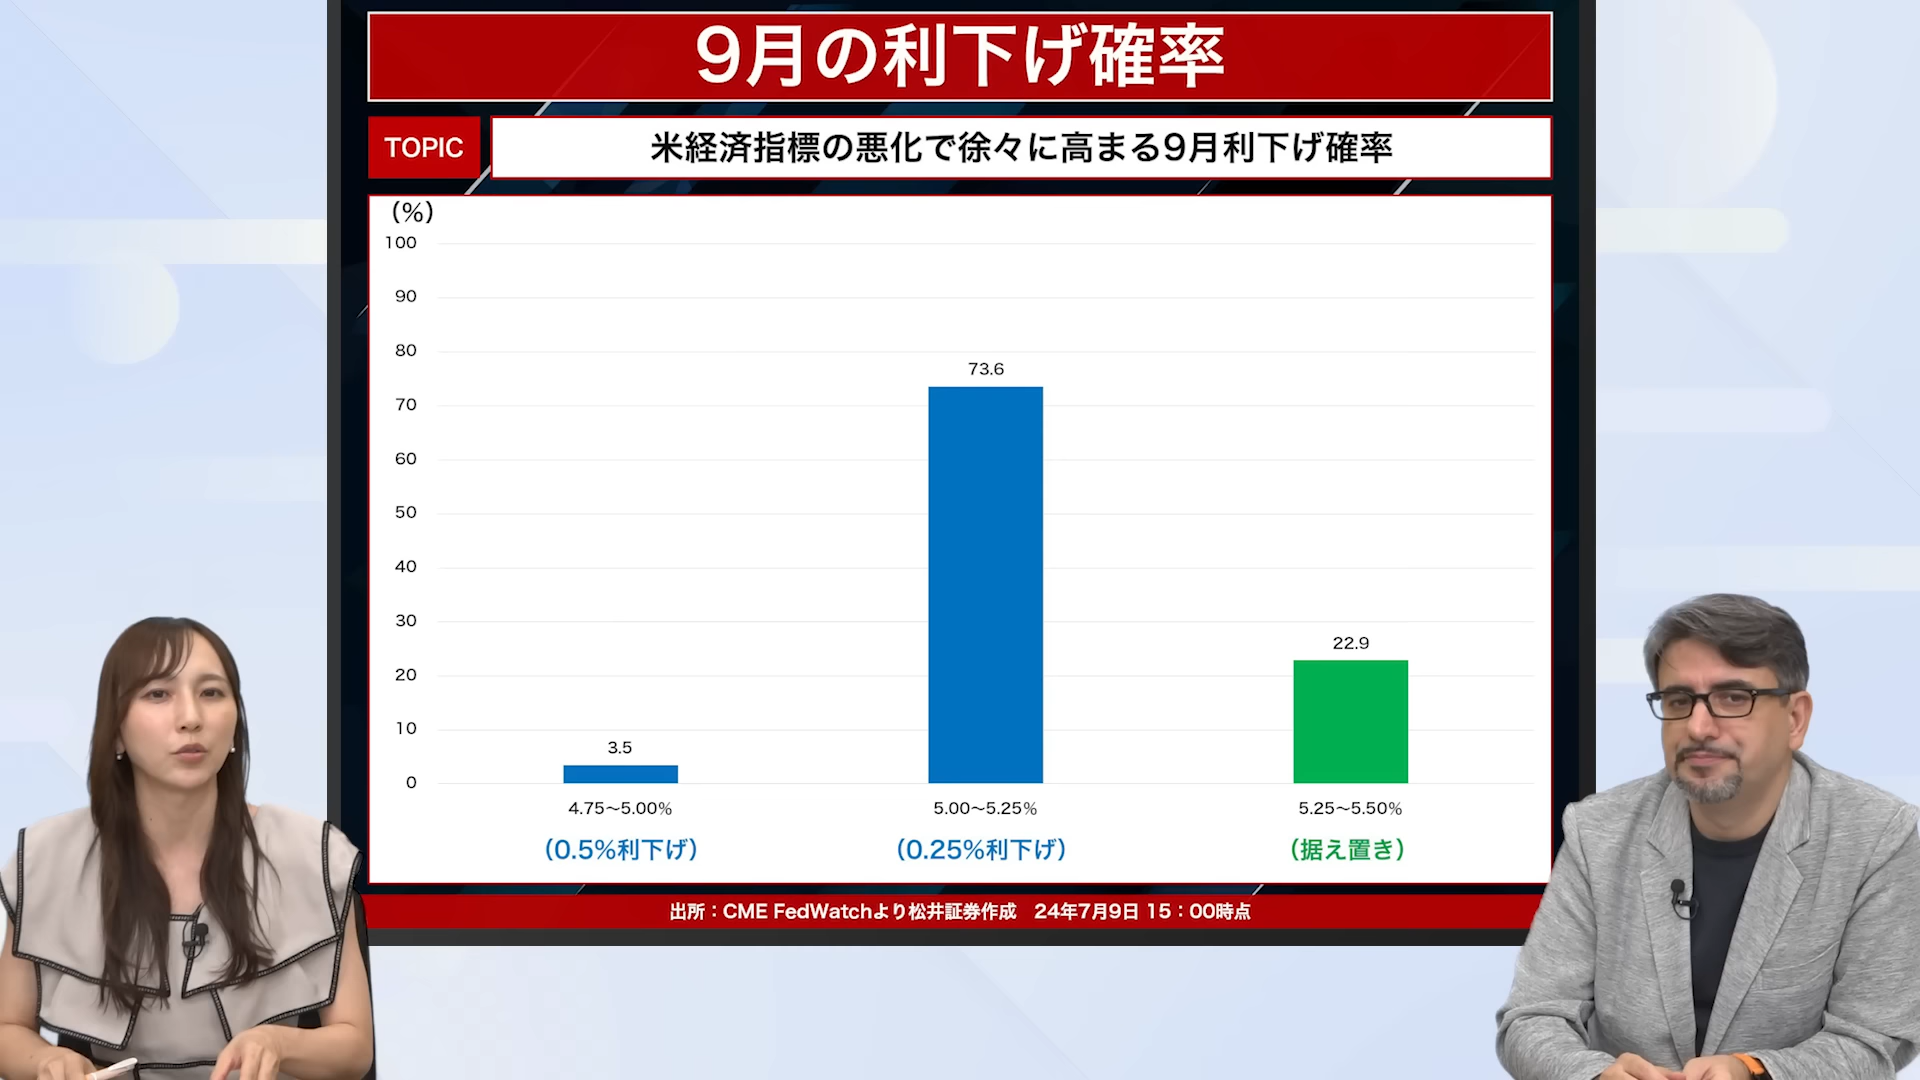 9月の利下げ確率
TOPIC
米経済指標の悪化で徐々に高まる9月利下げ確率
(%)
100
90
80
70
60
50
40
30
20
10
0
3.5
73.6
22.9
4.75〜5.00%
5.00〜5.25%
5.25〜5.50%
(0.5%利下げ)
(0.25%利下げ)
(据え置き)
出所：CME FedWatchより松井証券作成　24年7月9日 15：00時点